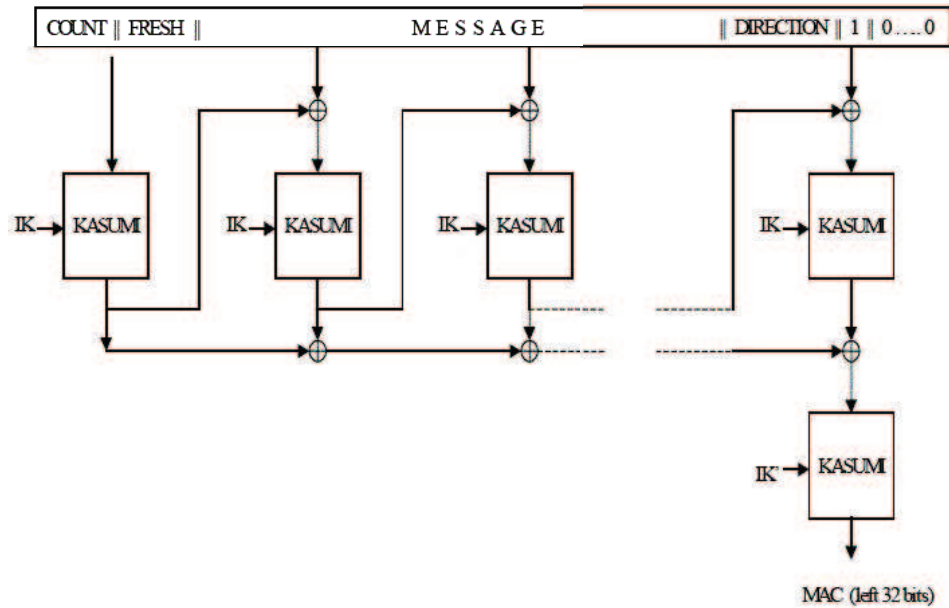 COUNT || FRESH || MESSAGE || DIRECTION || 1 || 0....0
IK KASUMI IK KASUMI IK KASUMI IK KASUMI
IK' KASUMI
MAC (left 32 bits)